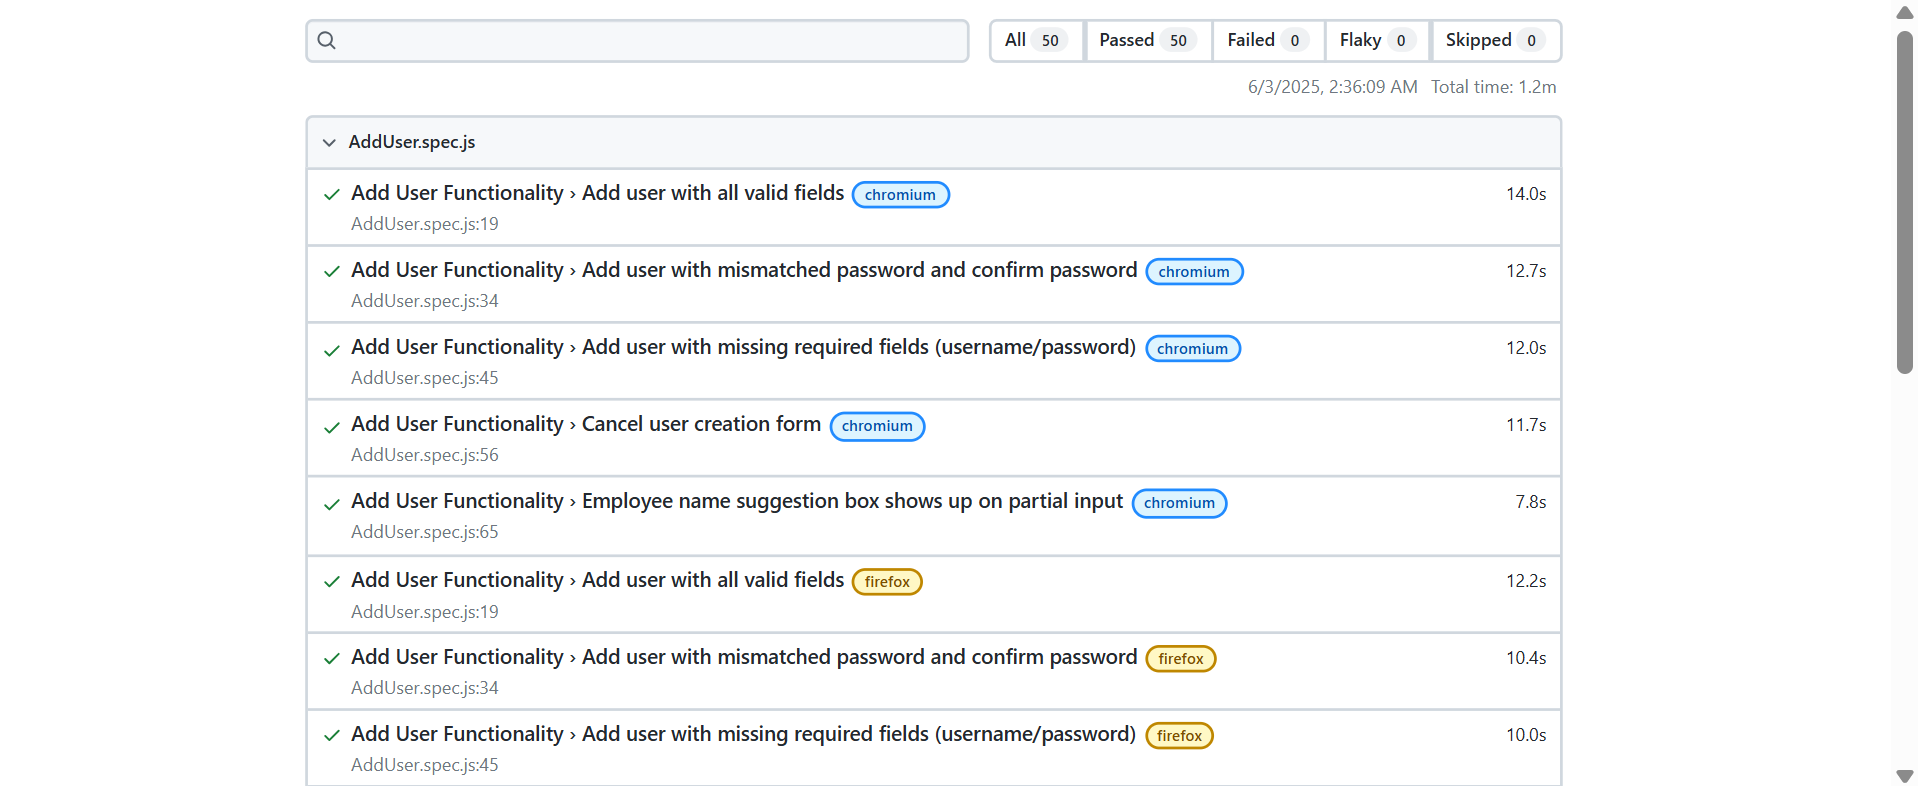 All 50 Passed 50 Failed 0 Flaky 0 Skipped 0
6/3/2025, 2:36:09 AM Total time: 1.2m
AddUser.spec.js
Add User Functionality › Add user with all valid fields chromium 14.0s
AddUser.spec.js:19
Add User Functionality › Add user with mismatched password and confirm password chromium 12.7s
AddUser.spec.js:34
Add User Functionality › Add user with missing required fields (username/password) chromium 12.0s
AddUser.spec.js:45
Add User Functionality › Cancel user creation form chromium 11.7s
AddUser.spec.js:56
Add User Functionality › Employee name suggestion box shows up on partial input chromium 7.8s
AddUser.spec.js:65
Add User Functionality › Add user with all valid fields firefox 12.2s
AddUser.spec.js:19
Add User Functionality › Add user with mismatched password and confirm password firefox 10.4s
AddUser.spec.js:34
Add User Functionality › Add user with missing required fields (username/password) firefox 10.0s
AddUser.spec.js:45